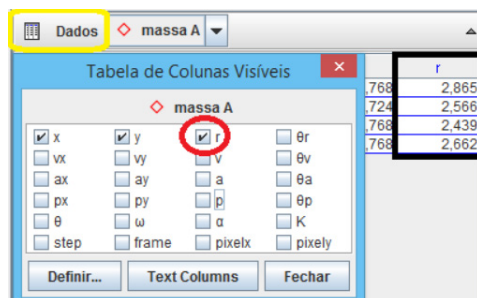 Dados massa A
Tabela de Colunas Visíveis x
massa A
x y r θr
vx vy v θv
ax ay a θa
px py p θp
θ ω α K
step frame pixelx pixely
Definir... Text Columns Fechar
r
,768 2,865
,724 2,566
,768 2,439
,768 2,662